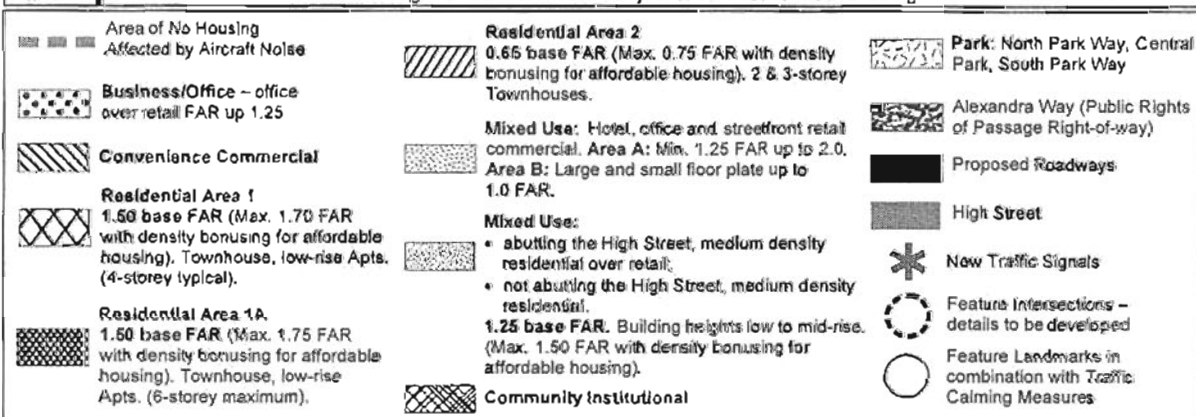 Area of No Housing
Affected by Aircraft Noise
Business/Office – office
over retail FAR up 1.25
Convenience Commercial
Residential Area 1
1.50 base FAR (Max. 1.70 FAR
with density bonusing for affordable
housing). Townhouse, low-rise Apts.
(4-storey typical).
Residential Area 1A
1.50 base FAR (Max. 1.75 FAR
with density bonusing for affordable
housing). Townhouse, low-rise
Apts. (6-storey maximum).
Residential Area 2
0.65 base FAR (Max. 0.75 FAR with density
bonusing for affordable housing). 2 & 3-storey
Townhouses.
Mixed Use: Hotel, office and streetfront retail
commercial. Area A: Min. 1.25 FAR up to 2.0.
Area B: Large and small floor plate up to
1.0 FAR.
Mixed Use:
• abutting the High Street, medium density
residential over retail;
• not abutting the High Street, medium density
residential.
1.25 base FAR. Building heights low to mid-rise.
(Max. 1.50 FAR with density bonusing for
affordable housing).
Community Institutional
Park: North Park Way, Central
Park, South Park Way
Alexandra Way (Public Rights
of Passage Right-of-way)
Proposed Roadways
High Street
New Traffic Signals
Feature Intersections –
details to be developed
Feature Landmarks in
combination with Traffic
Calming Measures